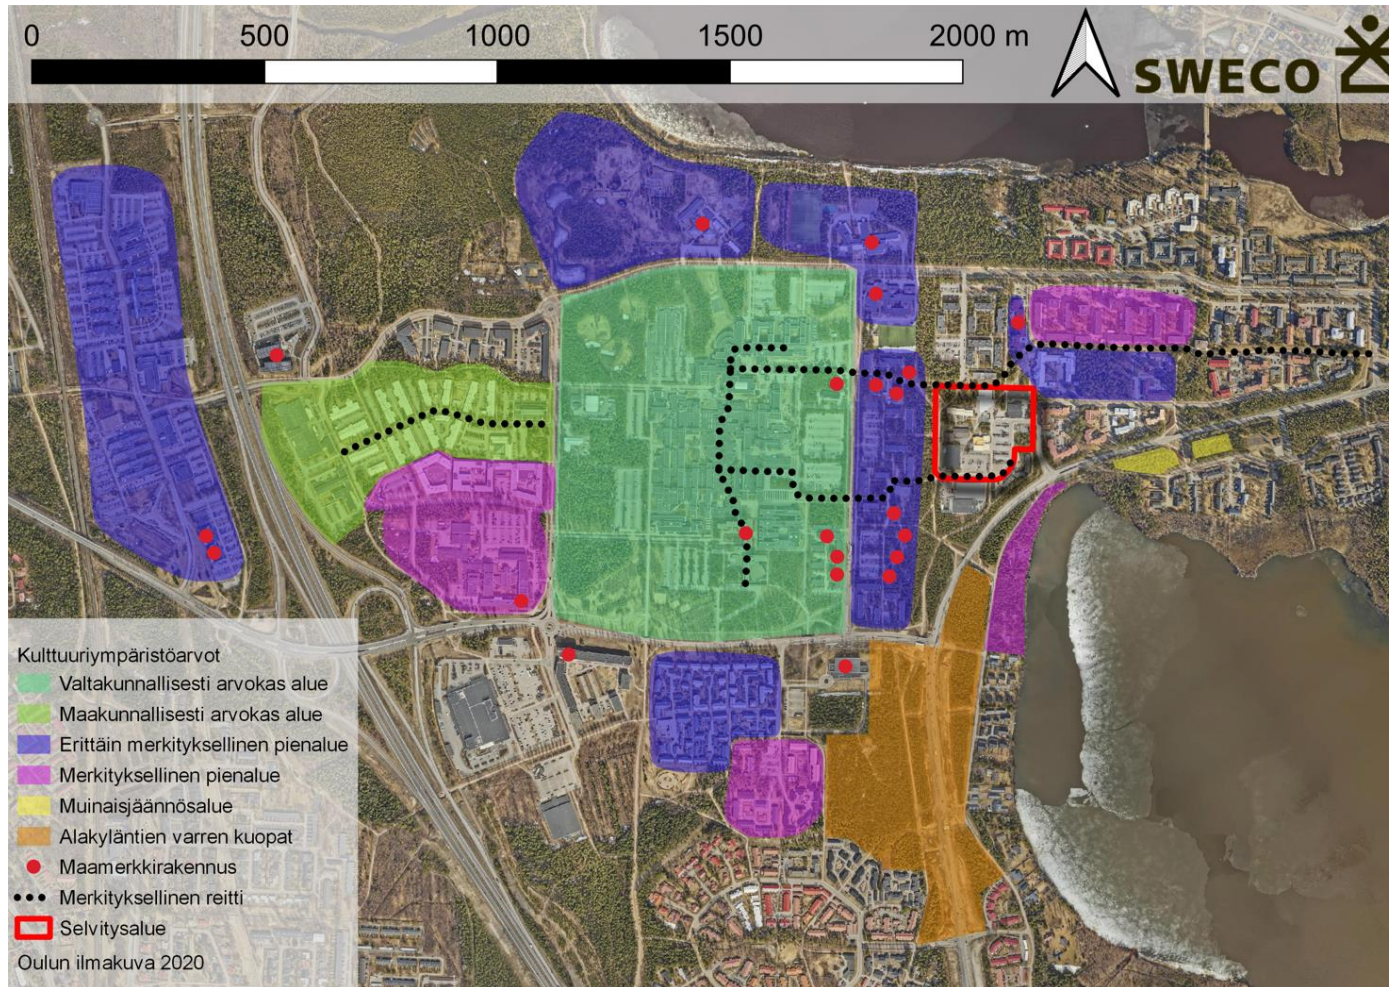 0 500 1000 1500 2000 m
SWECO
Kulttuuriympäristöarvot
Valtakunnallisesti arvokas alue
Maakunnallisesti arvokas alue
Erittäin merkityksellinen pienalue
Merkityksellinen pienalue
Muinaisjäännösalue
Alakyläntien varren kuopat
Maamerkkirakennus
Merkityksellinen reitti
Selvitysalue
Oulun ilmakuva 2020